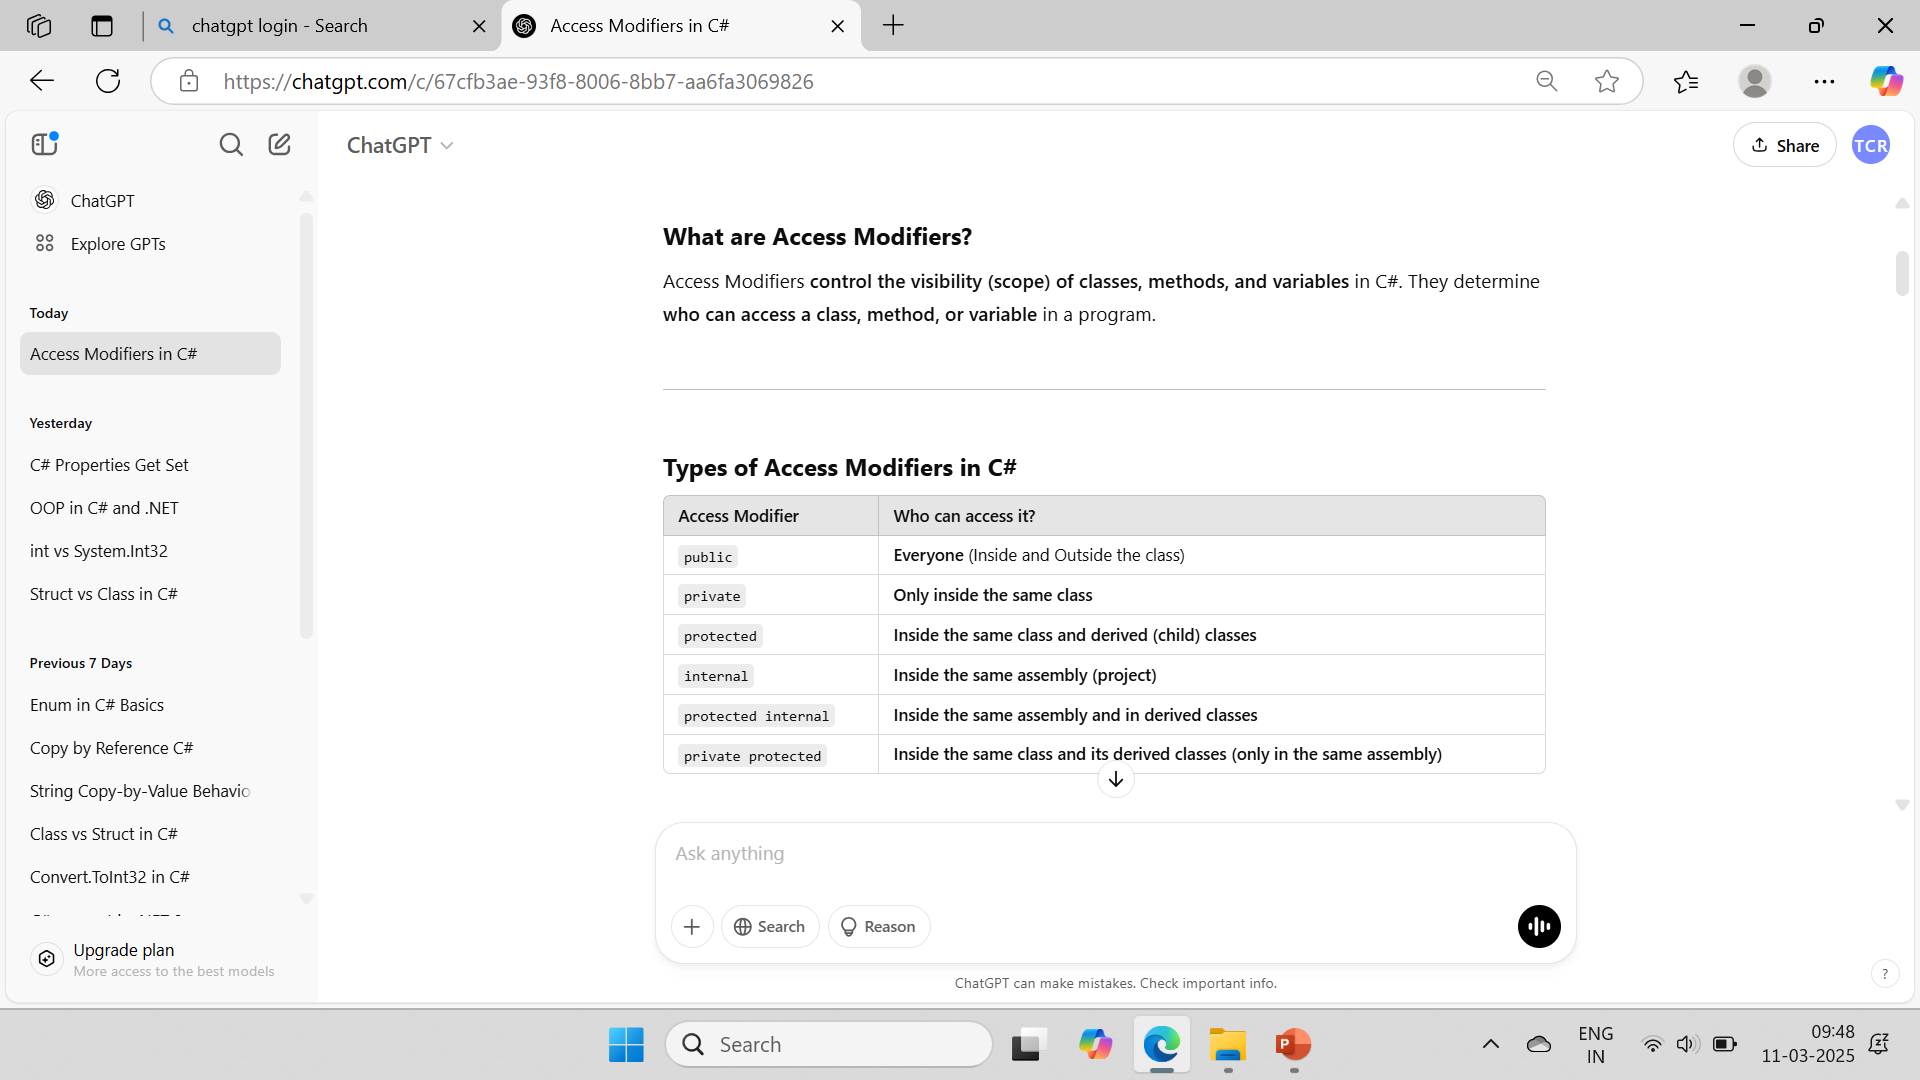 chatgpt login - Search
Access Modifiers in C#
https://chatgpt.com/c/67cfb3ae-93f8-8006-8bb7-aa6fa3069826
ChatGPT
Share
TCR
ChatGPT
Explore GPTs
Today
Access Modifiers in C#
Yesterday
C# Properties Get Set
OOP in C# and .NET
int vs System.Int32
Struct vs Class in C#
Previous 7 Days
Enum in C# Basics
Copy by Reference C#
String Copy-by-Value Behavio
Class vs Struct in C#
Convert.ToInt32 in C#
Upgrade plan
More access to the best models
What are Access Modifiers?
Access Modifiers control the visibility (scope) of classes, methods, and variables in C#. They determine
who can access a class, method, or variable in a program.
Types of Access Modifiers in C#
Access Modifier Who can access it?
public Everyone (Inside and Outside the class)
private Only inside the same class
protected Inside the same class and derived (child) classes
internal Inside the same assembly (project)
protected internal Inside the same assembly and in derived classes
private protected Inside the same class and its derived classes (only in the same assembly)
Ask anything
Search
Reason
ChatGPT can make mistakes. Check important info.
?
Search
P
ENG
IN
09:48
11-03-2025